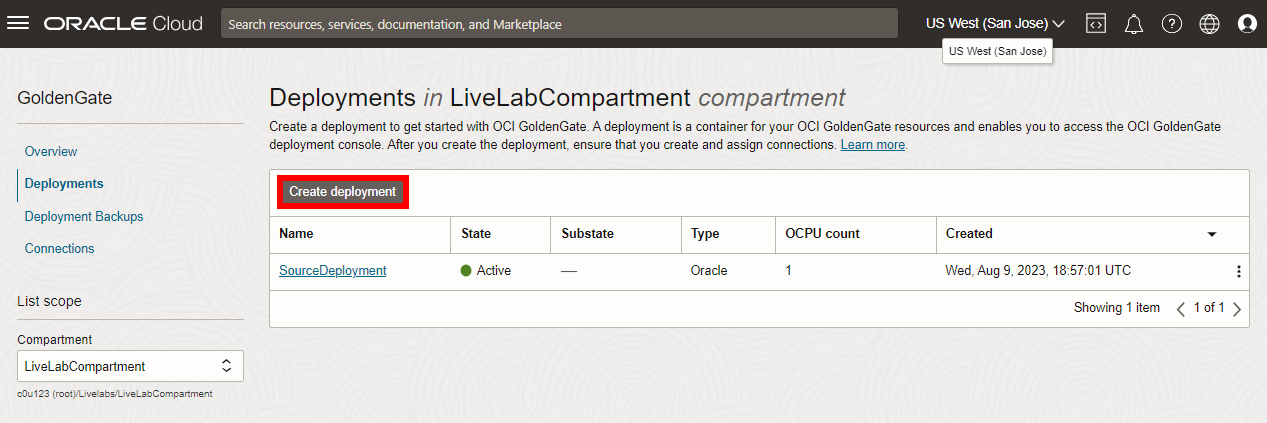 ORACLE Cloud
Search resources, services, documentation, and Marketplace
US West (San Jose)
US West (San Jose)
GoldenGate
Overview
Deployments
Deployment Backups
Connections
List scope
Compartment
LiveLabCompartment
c0u123 (root)/Livelabs/LiveLabCompartment
Deployments in LiveLabCompartment compartment
Create a deployment to get started with OCI GoldenGate. A deployment is a container for your OCI GoldenGate resources and enables you to access the OCI GoldenGate
deployment console. After you create the deployment, ensure that you create and assign connections. Learn more.
Create deployment
Name State Substate Type OCPU count Created
SourceDeployment Active — Oracle 1 Wed, Aug 9, 2023, 18:57:01 UTC
Showing 1 item < 1 of 1 >